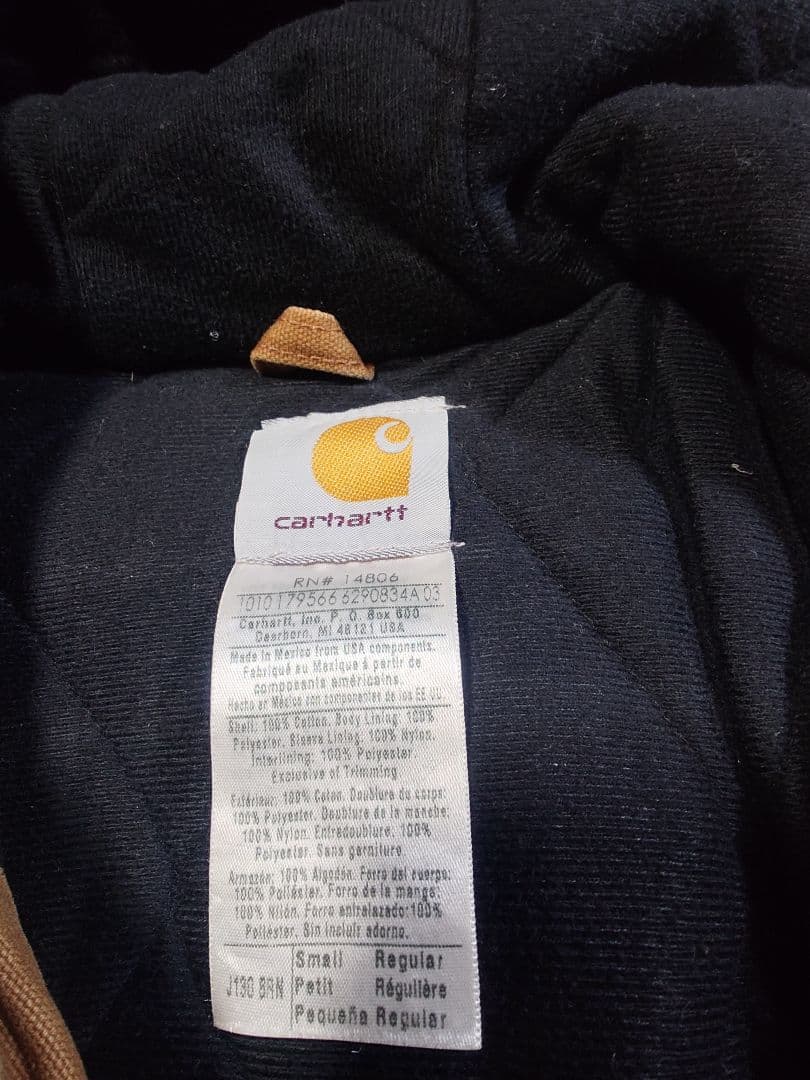 carhartt
RN# 14806
1010179566 6290834A 03
Carhartt, Inc. P. O. Box 600
Dearborn, MI 48121 USA
Made in Mexico from USA components.
Fabriqué au Mexique à partir de
composants américains.
Hecho en México con componentes de los EE UU.
Shell: 100% Cotton. Body Lining: 100%
Polyester. Sleeve Lining: 100% Nylon.
Interlining: 100% Polyester.
Exclusive of Trimming
Extérieur: 100% Coton. Doublure du corps:
100% Polyester. Doublure de la manche:
100% Nylon. Entredoublure: 100%
Polyester. Sans garniture
Armazón: 100% Algodón. Forro del cuerpo:
100% Poliéster. Forro de la manga:
100% Nilón. Forro entrelazado: 100%
Poliéster. Sin incluir adorno.
J130 BRN
Small Regular
Petit Régulière
Pequeña Regular